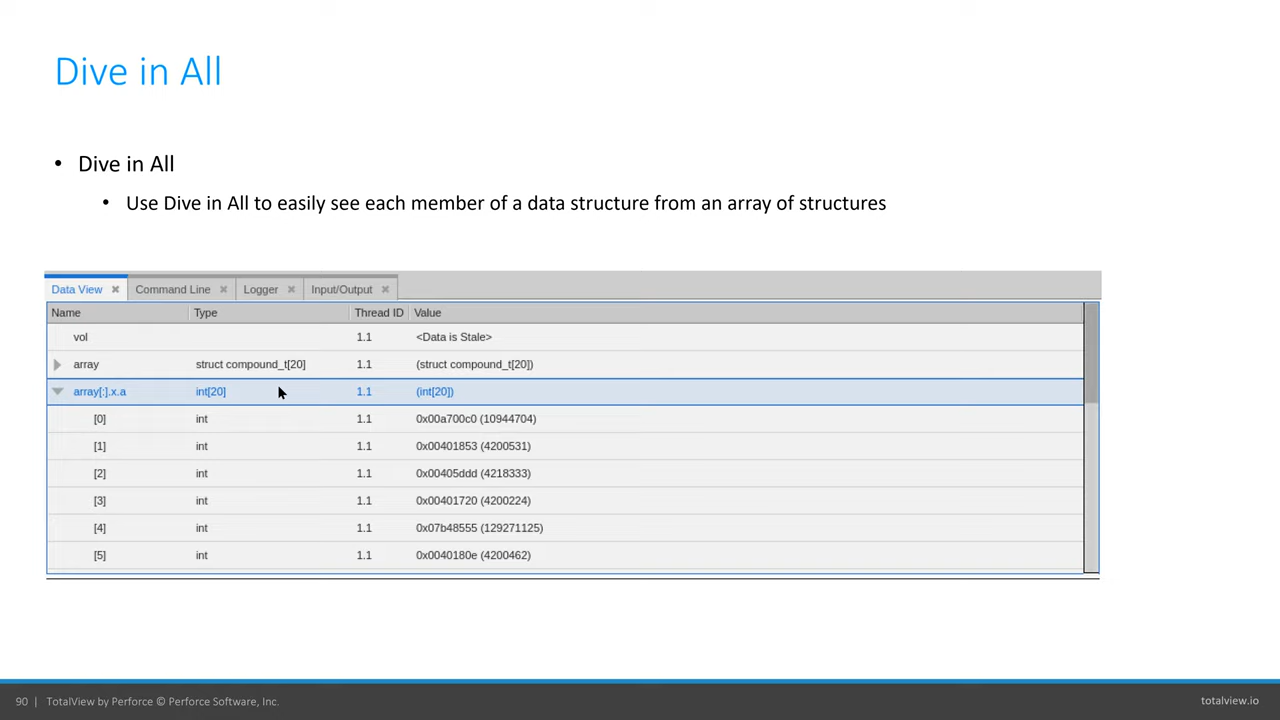 Dive in All
• Dive in All
• Use Dive in All to easily see each member of a data structure from an array of structures
Data View Command Line Logger Input/Output
Name Type Thread ID Value
vol 1.1 <Data is Stale>
array struct compound_t[20] 1.1 (struct compound_t[20])
array[:].x.a int[20] 1.1 (int[20])
[0] int 1.1 0x00a700c0 (10944704)
[1] int 1.1 0x00401853 (4200531)
[2] int 1.1 0x00405ddd (4218333)
[3] int 1.1 0x00401720 (4200224)
[4] int 1.1 0x07b48555 (129271125)
[5] int 1.1 0x0040180e (4200462)
90 | TotalView by Perforce © Perforce Software, Inc. totalview.io